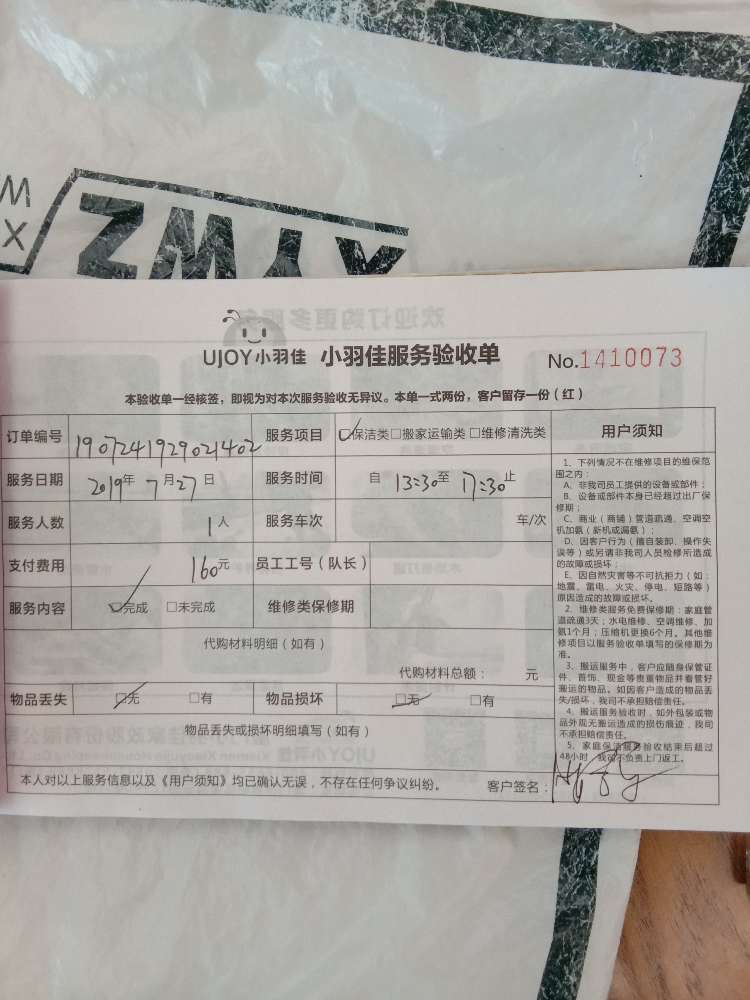 W
X
XYWZ
UJOY小羽佳 小羽佳服务验收单 No.1410073
本验收单一经核签，即视为对本次服务验收无异议。本单一式两份，客户留存一份（红）
订单编号 190724192902​1402 服务项目 ☑保洁类□搬家运输类□维修清洗类 用户须知
服务日期 2019年 7月27日 服务时间 自 13:30至 17:30止
服务人数 1人 服务车次 车/次
支付费用 160元 员工工号（队长）
服务内容 ☑完成 □未完成 维修类保修期
代购材料明细（如有）
代购材料总额： 元
物品丢失 ☑无 □有 物品损坏 ☑无 □有
物品丢失或损坏明细填写（如有）
本人对以上服务信息以及《用户须知》均已确认无误，不存在任何争议纠纷。 客户签名：
1、下列情况不在维修项目的维保范
围之内：
A、非我司员工提供的设备或部件；
B、设备或部件本身已经超过出厂保
修期；
C、商业（商铺）管道疏通、空调空
机加氨（新机或漏氨）；
D、因客户行为（擅自装卸、操作失
误等）或另请非我司人员检修所造成
的故障或损坏；
E、因自然灾害等不可抗拒力（如：
地震、雷电、火灾、停电、短路等）
原因造成的故障或损坏。
2、维修类服务免费保修期：家庭管
道疏通3天；水电维修、空调维修、加
氨1个月；压缩机更换6个月。其他维
修项目以服务验收单填写的保修期为
准。
3、搬运服务中，客户应随身保管证
件、首饰、现金等贵重物品并看管好
搬运的物品。如因客户造成的物品丢
失/损坏，我司不承担赔偿责任。
4、搬运服务验收时，如外包装或物
品外观无搬运造成的损伤痕迹，我司
不承担赔偿责任。
5、家庭保洁服务验收结束后超过
48小时，我司不负责上门返工。